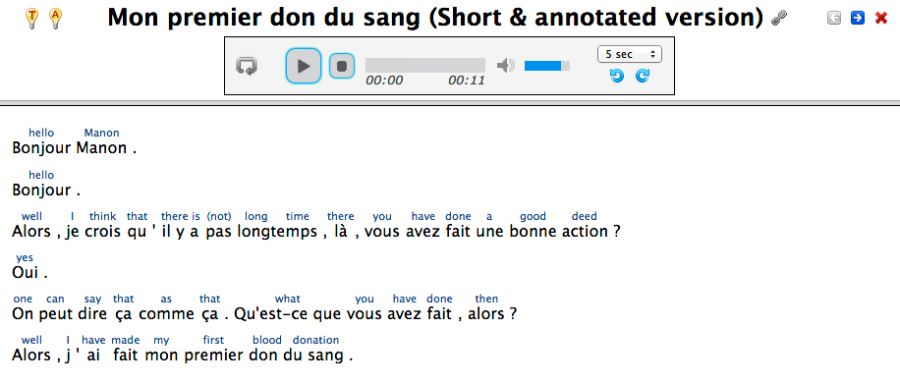 T A Mon premier don du sang (Short & annotated version)
5 sec
00:00 00:11
hello Manon
Bonjour Manon .
hello
Bonjour .
well I think that there is (not) long time there you have done a good deed
Alors , je crois qu ' il y a pas longtemps , là , vous avez fait une bonne action ?
yes
Oui .
one can say that as that what you have done then
On peut dire ça comme ça . Qu'est-ce que vous avez fait , alors ?
well I have made my first blood donation
Alors , j ' ai fait mon premier don du sang .